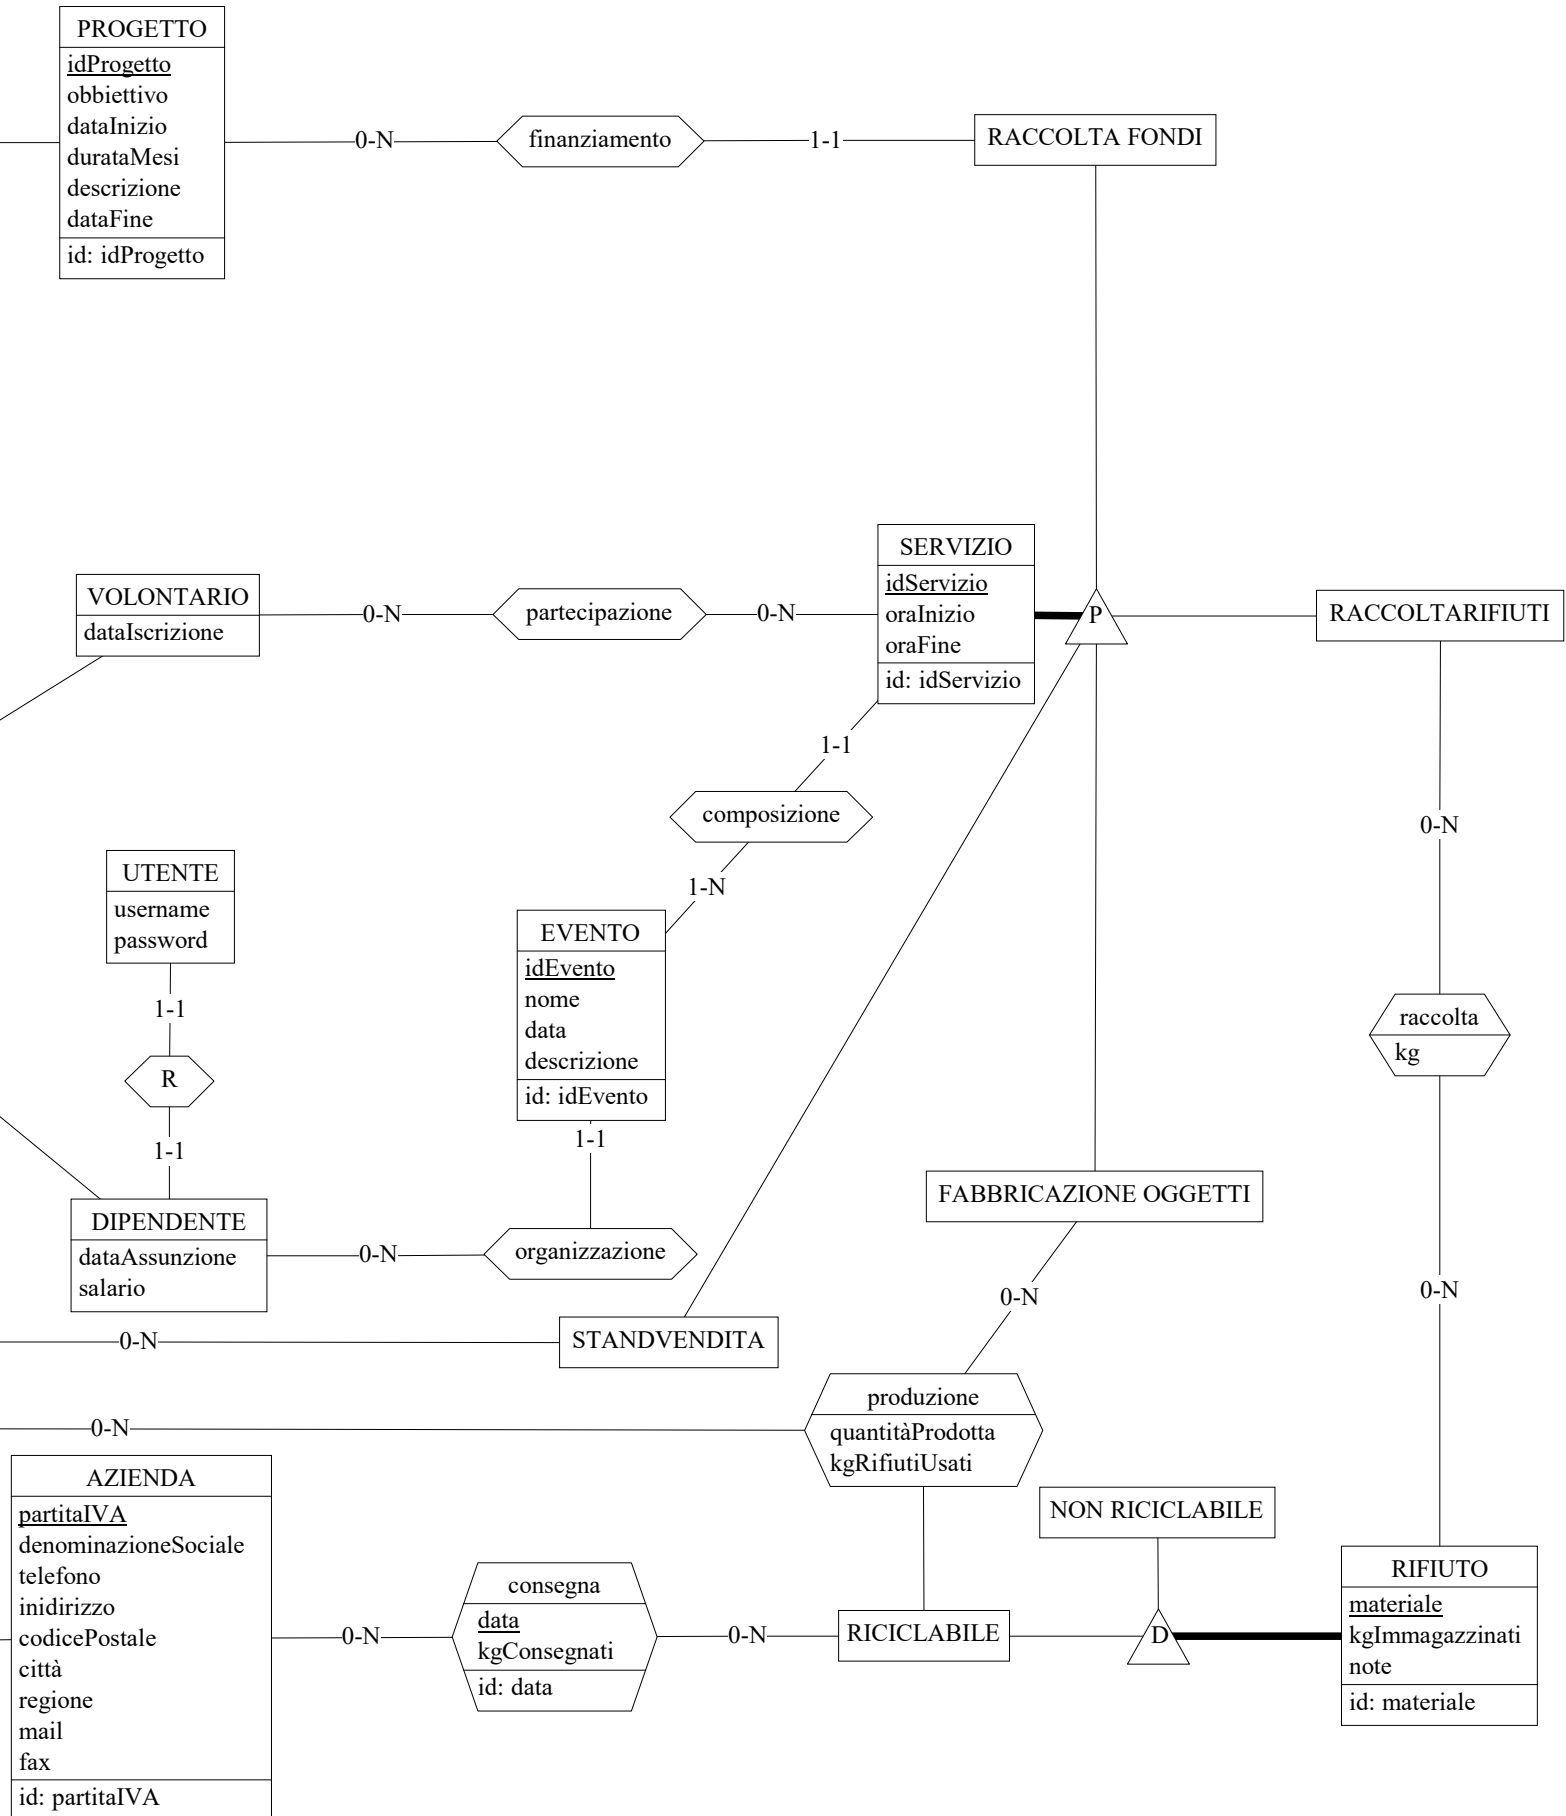 PROGETTO
idProgetto
obbiettivo
dataInizio
durataMesi
descrizione
dataFine
id: idProgetto
0-N
finanziamento
1-1
RACCOLTA FONDI
VOLONTARIO
dataIscrizione
0-N
partecipazione
0-N
SERVIZIO
idServizio
oraInizio
oraFine
id: idServizio
P
RACCOLTARIFIUTI
1-1
composizione
1-N
0-N
UTENTE
username
password
1-1
R
1-1
EVENTO
idEvento
nome
data
descrizione
id: idEvento
1-1
raccolta
kg
DIPENDENTE
dataAssunzione
salario
0-N
organizzazione
FABBRICAZIONE OGGETTI
0-N
0-N
0-N
STANDVENDITA
0-N
produzione
quantitàProdotta
kgRifiutiUsati
AZIENDA
partitaIVA
denominazioneSociale
telefono
inidirizzo
codicePostale
città
regione
mail
fax
id: partitaIVA
0-N
consegna
data
kgConsegnati
id: data
0-N
RICICLABILE
NON RICICLABILE
D
RIFIUTO
materiale
kgImmagazzinati
note
id: materiale